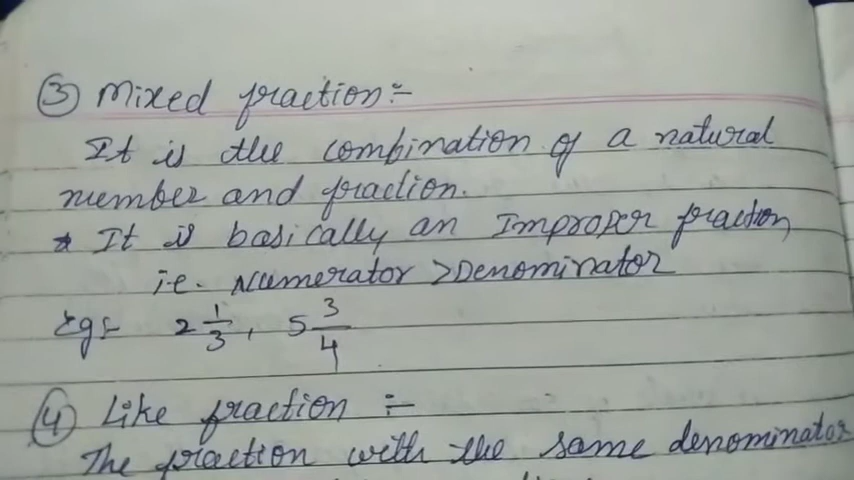 ③ Mixed fraction :-
It is the combination of a natural
number and fraction.
* It is basically an Improper fraction
i.e. Numerator > Denominator
Eg:- 2 1/3, 5 3/4
④ Like fraction :-
The fraction with the same denominator